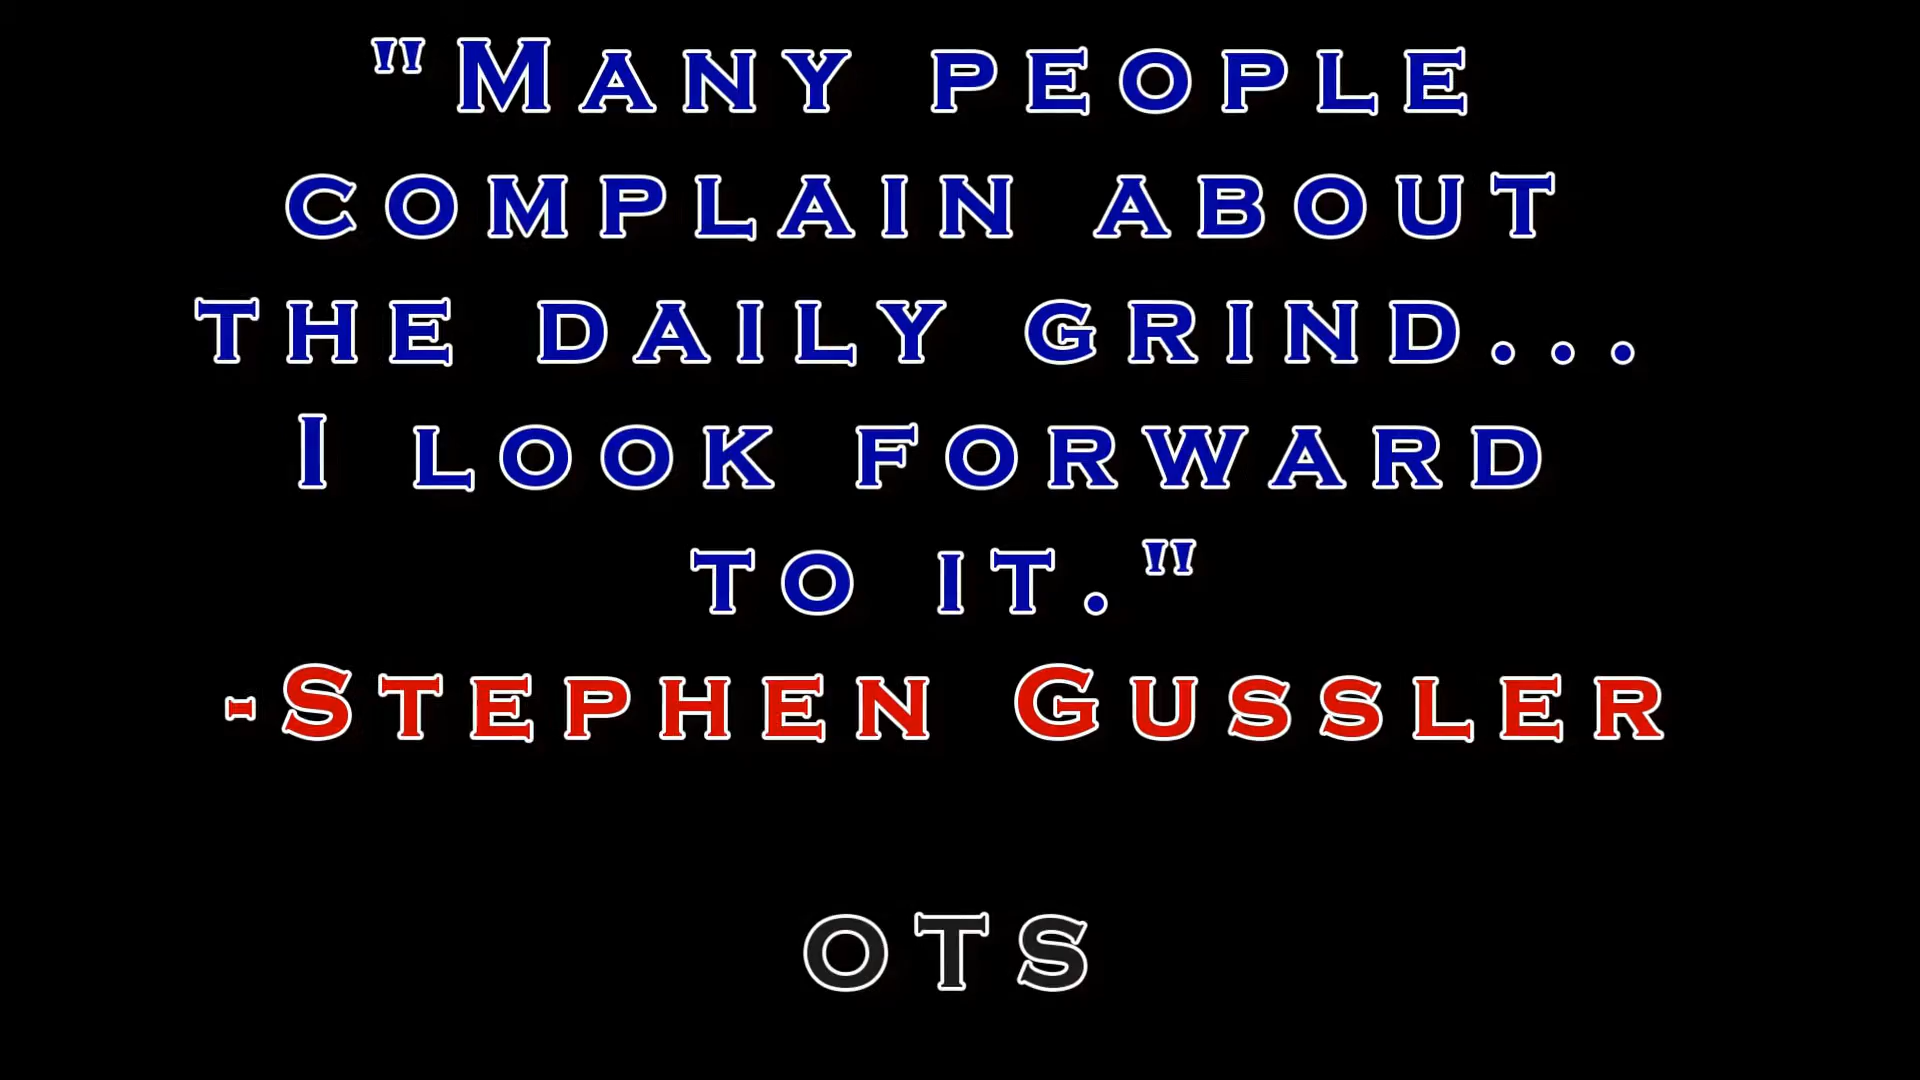 "Many people
complain about
the daily grind...
I look forward
to it."
-Stephen Gussler
OTS